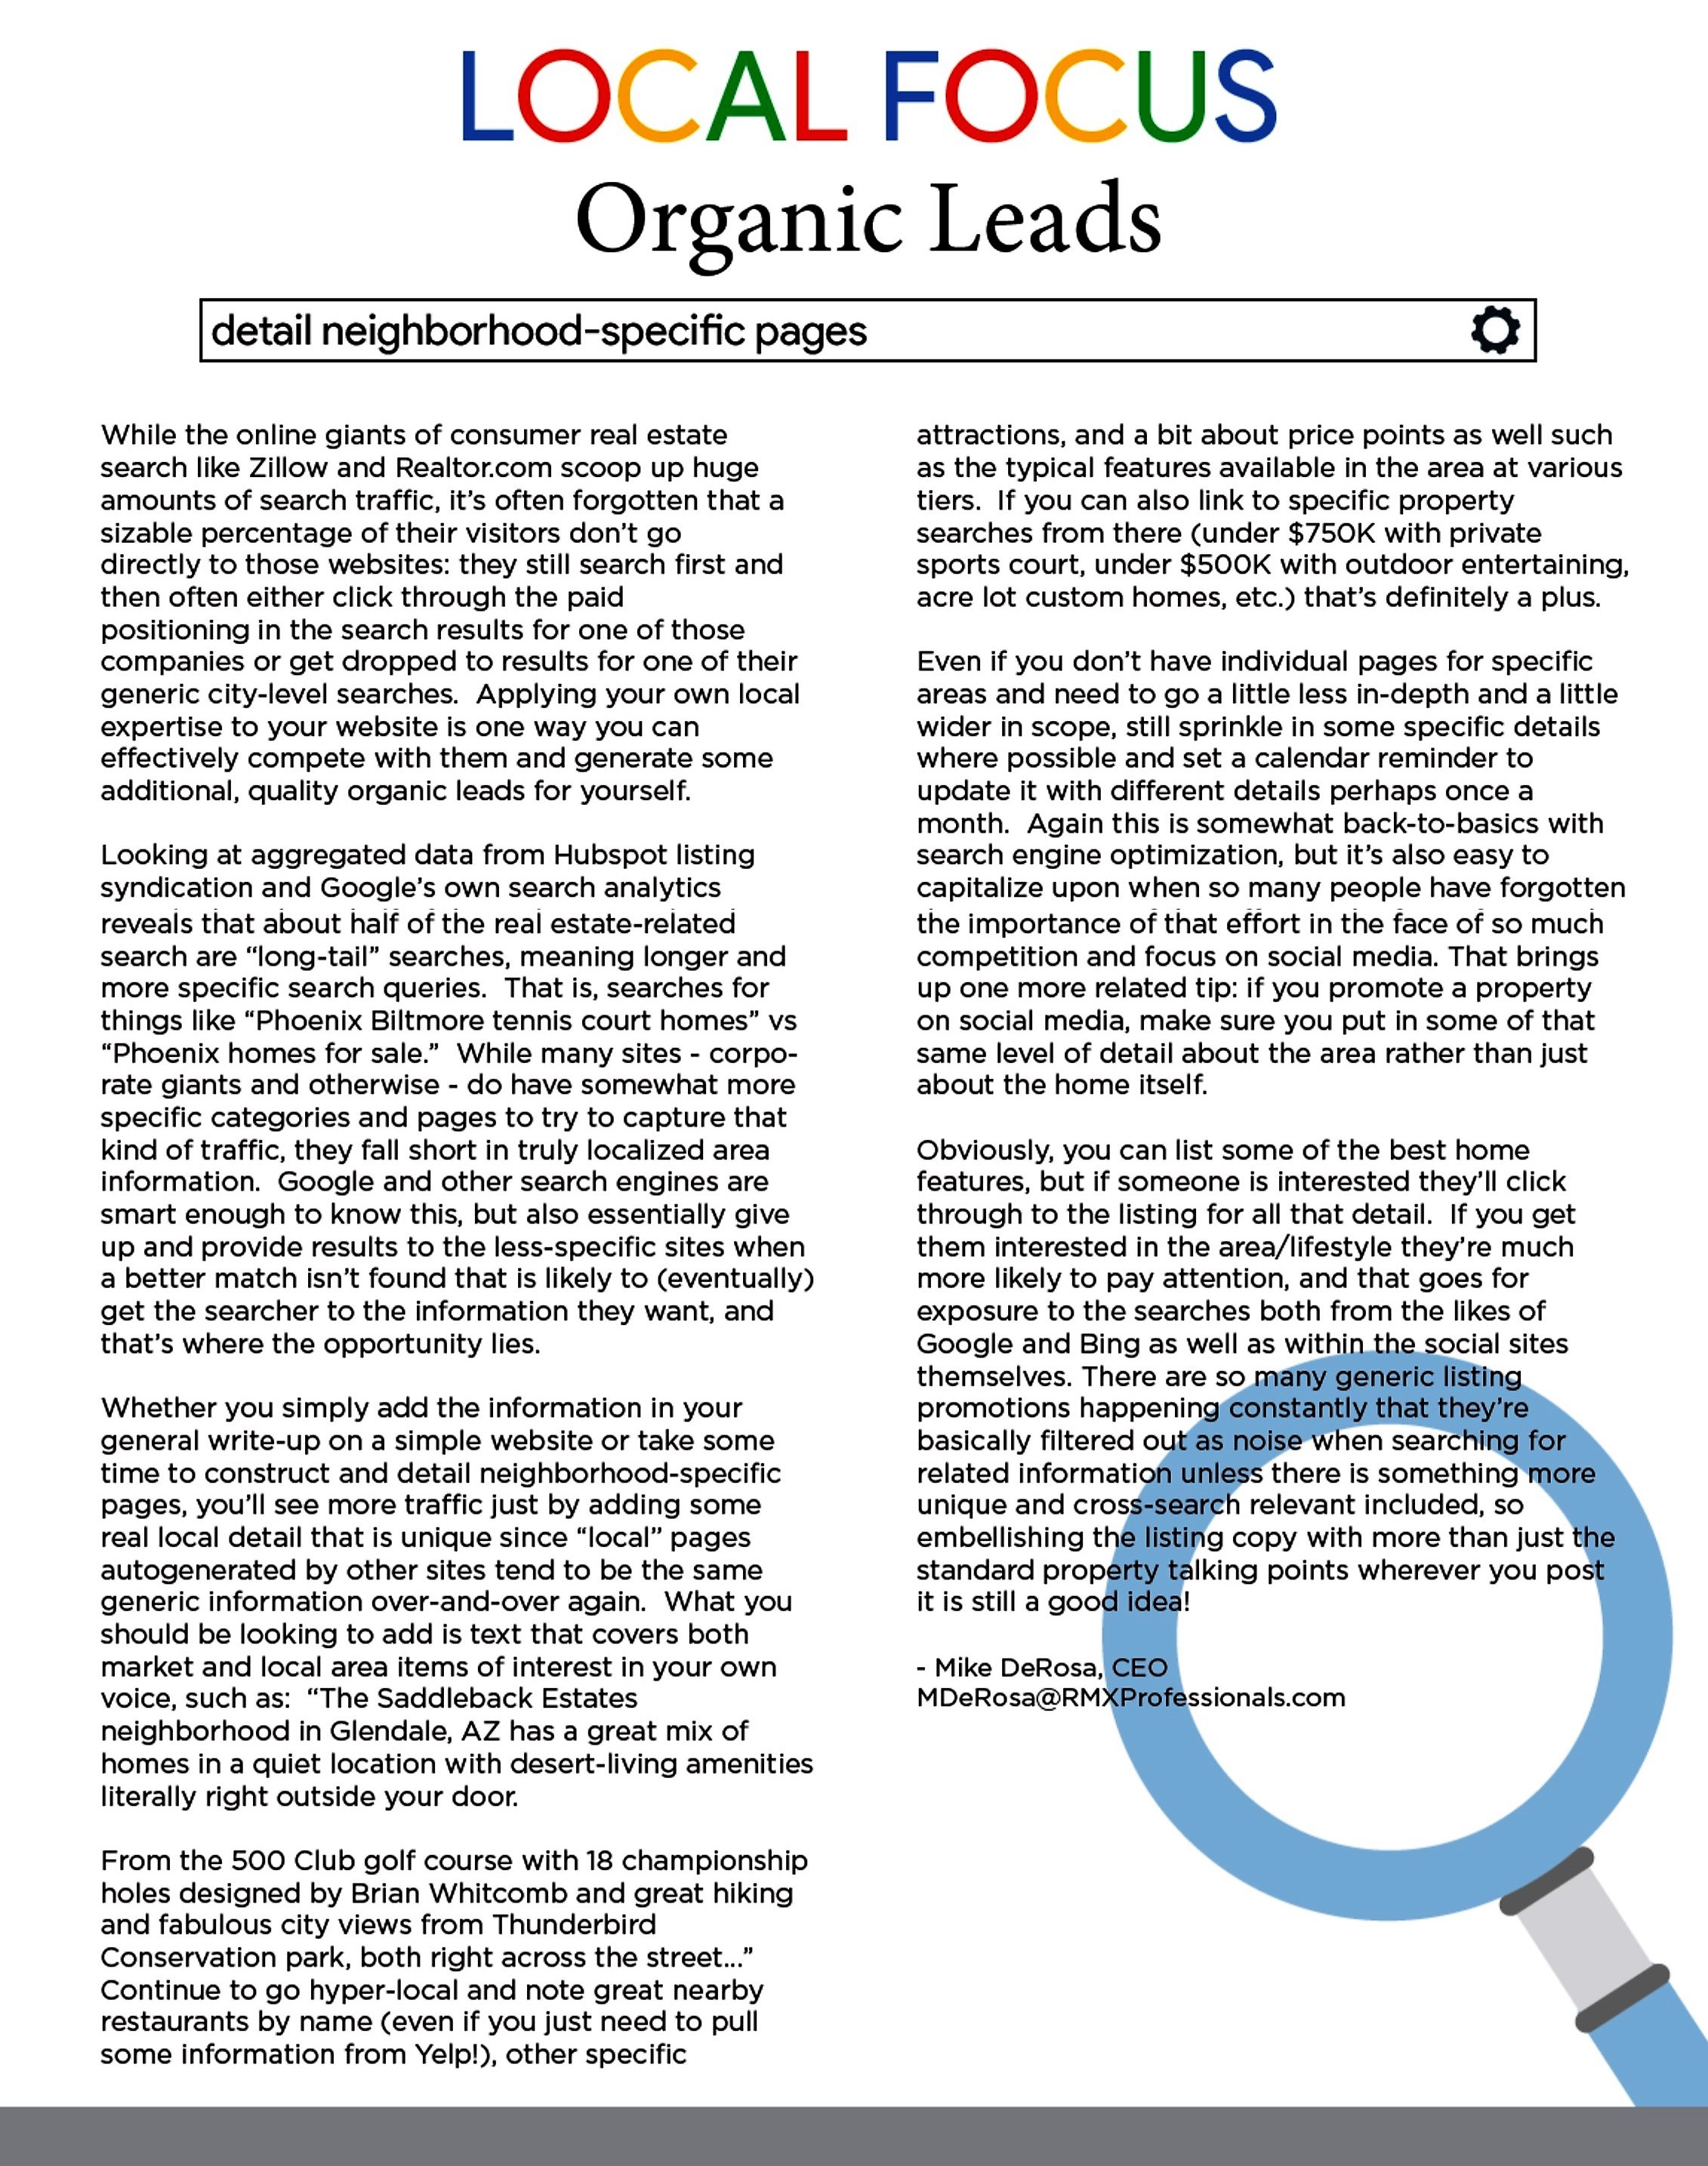 LOCAL FOCUS
Organic Leads
detail neighborhood-specific pages
While the online giants of consumer real estate
search like Zillow and Realtor.com scoop up huge
amounts of search traffic, it's often forgotten that a
sizable percentage of their visitors don't go
directly to those websites: they still search first and
then often either click through the paid
positioning in the search results for one of those
companies or get dropped to results for one of their
generic city-level searches.  Applying your own local
expertise to your website is one way you can
effectively compete with them and generate some
additional, quality organic leads for yourself.
Looking at aggregated data from Hubspot listing
syndication and Google's own search analytics
reveals that about half of the real estate-related
search are “long-tail” searches, meaning longer and
more specific search queries.  That is, searches for
things like “Phoenix Biltmore tennis court homes” vs
“Phoenix homes for sale.”  While many sites - corpo-
rate giants and otherwise - do have somewhat more
specific categories and pages to try to capture that
kind of traffic, they fall short in truly localized area
information.  Google and other search engines are
smart enough to know this, but also essentially give
up and provide results to the less-specific sites when
a better match isn't found that is likely to (eventually)
get the searcher to the information they want, and
that's where the opportunity lies.
Whether you simply add the information in your
general write-up on a simple website or take some
time to construct and detail neighborhood-specific
pages, you'll see more traffic just by adding some
real local detail that is unique since “local” pages
autogenerated by other sites tend to be the same
generic information over-and-over again.  What you
should be looking to add is text that covers both
market and local area items of interest in your own
voice, such as:  “The Saddleback Estates
neighborhood in Glendale, AZ has a great mix of
homes in a quiet location with desert-living amenities
literally right outside your door.
From the 500 Club golf course with 18 championship
holes designed by Brian Whitcomb and great hiking
and fabulous city views from Thunderbird
Conservation park, both right across the street...”
Continue to go hyper-local and note great nearby
restaurants by name (even if you just need to pull
some information from Yelp!), other specific
attractions, and a bit about price points as well such
as the typical features available in the area at various
tiers.  If you can also link to specific property
searches from there (under $750K with private
sports court, under $500K with outdoor entertaining,
acre lot custom homes, etc.) that's definitely a plus.
Even if you don't have individual pages for specific
areas and need to go a little less in-depth and a little
wider in scope, still sprinkle in some specific details
where possible and set a calendar reminder to
update it with different details perhaps once a
month.  Again this is somewhat back-to-basics with
search engine optimization, but it's also easy to
capitalize upon when so many people have forgotten
the importance of that effort in the face of so much
competition and focus on social media. That brings
up one more related tip: if you promote a property
on social media, make sure you put in some of that
same level of detail about the area rather than just
about the home itself.
Obviously, you can list some of the best home
features, but if someone is interested they'll click
through to the listing for all that detail.  If you get
them interested in the area/lifestyle they're much
more likely to pay attention, and that goes for
exposure to the searches both from the likes of
Google and Bing as well as within the social sites
themselves. There are so many generic listing
promotions happening constantly that they're
basically filtered out as noise when searching for
related information unless there is something more
unique and cross-search relevant included, so
embellishing the listing copy with more than just the
standard property talking points wherever you post
it is still a good idea!
- Mike DeRosa, CEO
MDeRosa@RMXProfessionals.com